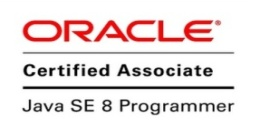 ORACLE®
Certified Associate
Java SE 8 Programmer